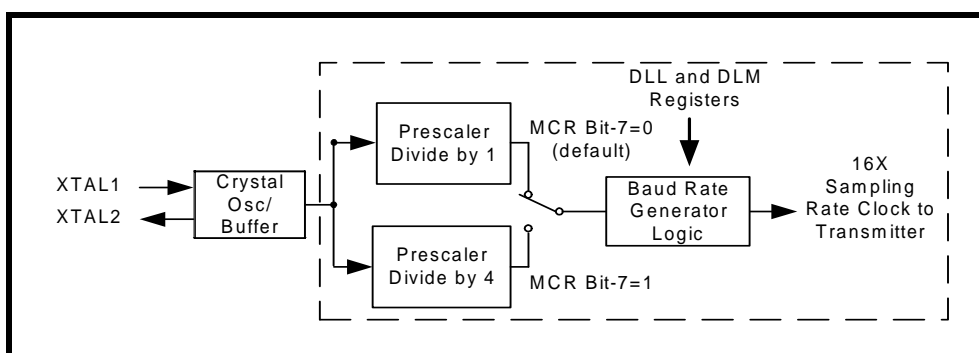 DLL and DLM
Registers
Prescaler
Divide by 1
MCR Bit-7=0
(default)
XTAL1
XTAL2
Crystal
Osc/
Buffer
Baud Rate
Generator
Logic
16X
Sampling
Rate Clock to
Transmitter
Prescaler
Divide by 4
MCR Bit-7=1